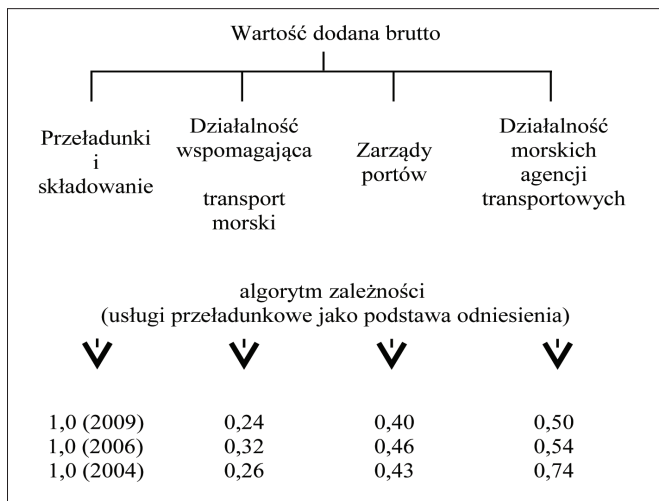 Wartość dodana brutto
Przeładunki
i
składowanie
Działalność
wspomagająca
transport
morski
Zarządy
portów
Działalność
morskich
agencji
transportowych
algorytm zależności
(usługi przeładunkowe jako podstawa odniesienia)
1,0 (2009) 0,24 0,40 0,50
1,0 (2006) 0,32 0,46 0,54
1,0 (2004) 0,26 0,43 0,74